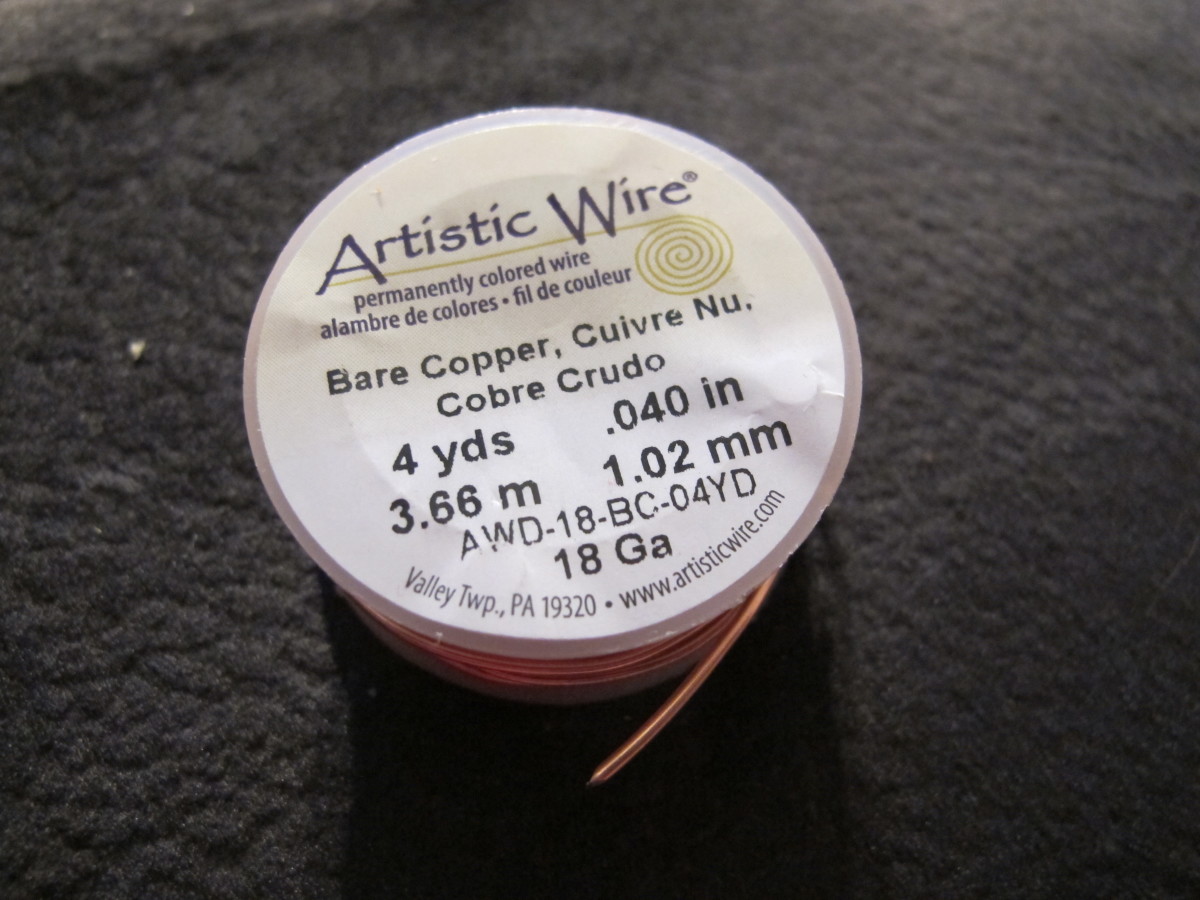 Artistic Wire®
permanently colored wire
alambre de colores • fil de couleur
Bare Copper, Cuivre Nu,
Cobre Crudo
4 yds .040 in
3.66 m 1.02 mm
AWD-18-BC-04YD
18 Ga
Valley Twp., PA 19320 • www.artisticwire.com